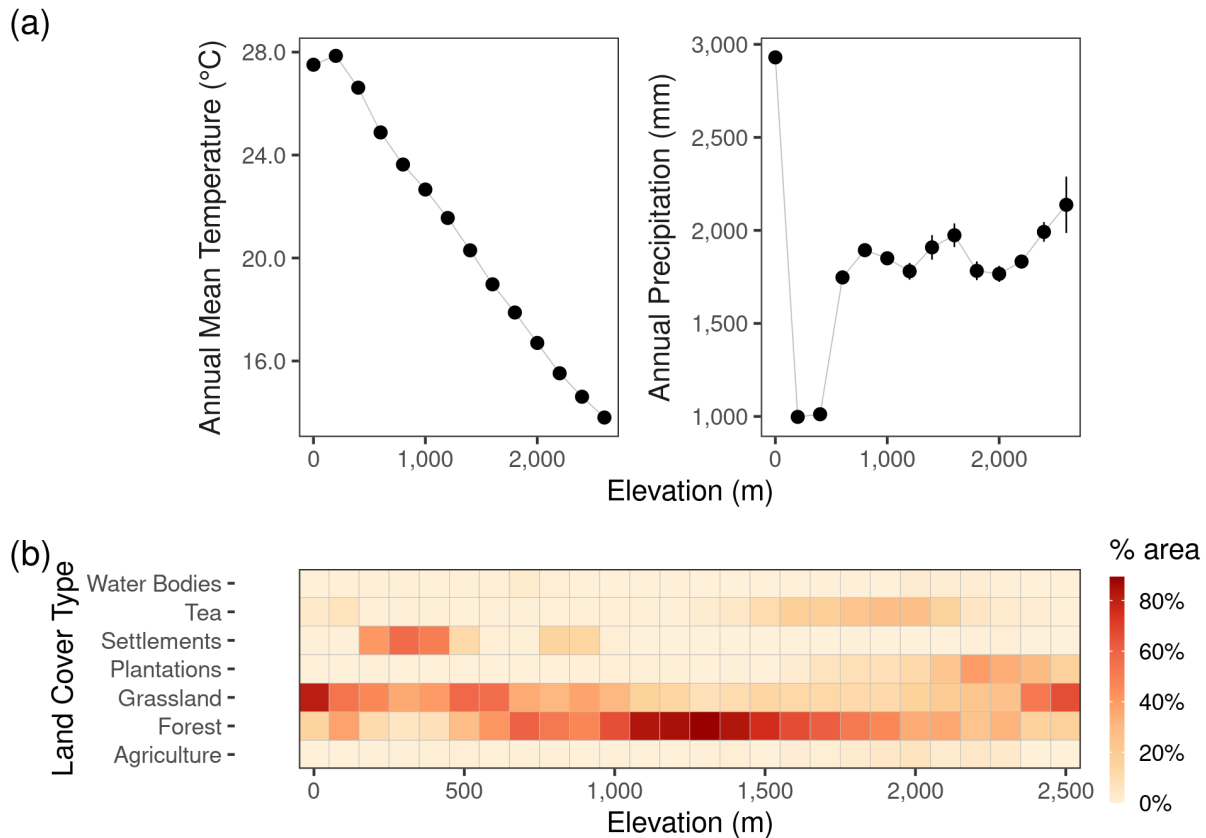 (a)
Annual Mean Temperature (°C)
28.0
24.0
20.0
16.0
0
1,000
2,000
Annual Precipitation (mm)
3,000
2,500
2,000
1,500
1,000
0
1,000
2,000
Elevation (m)
(b)
Land Cover Type
Water Bodies
Tea
Settlements
Plantations
Grassland
Forest
Agriculture
0
500
1,000
1,500
2,000
2,500
Elevation (m)
% area
80%
60%
40%
20%
0%